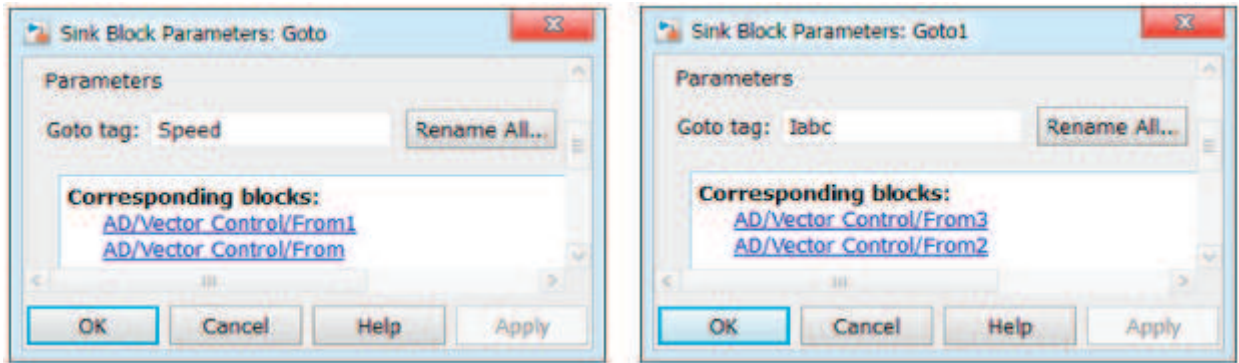 Sink Block Parameters: Goto
Parameters
Goto tag: Speed Rename All...
Corresponding blocks:
AD/Vector Control/From1
AD/Vector Control/From
OK Cancel Help Apply
Sink Block Parameters: Goto1
Parameters
Goto tag: Iabc Rename All...
Corresponding blocks:
AD/Vector Control/From3
AD/Vector Control/From2
OK Cancel Help Apply